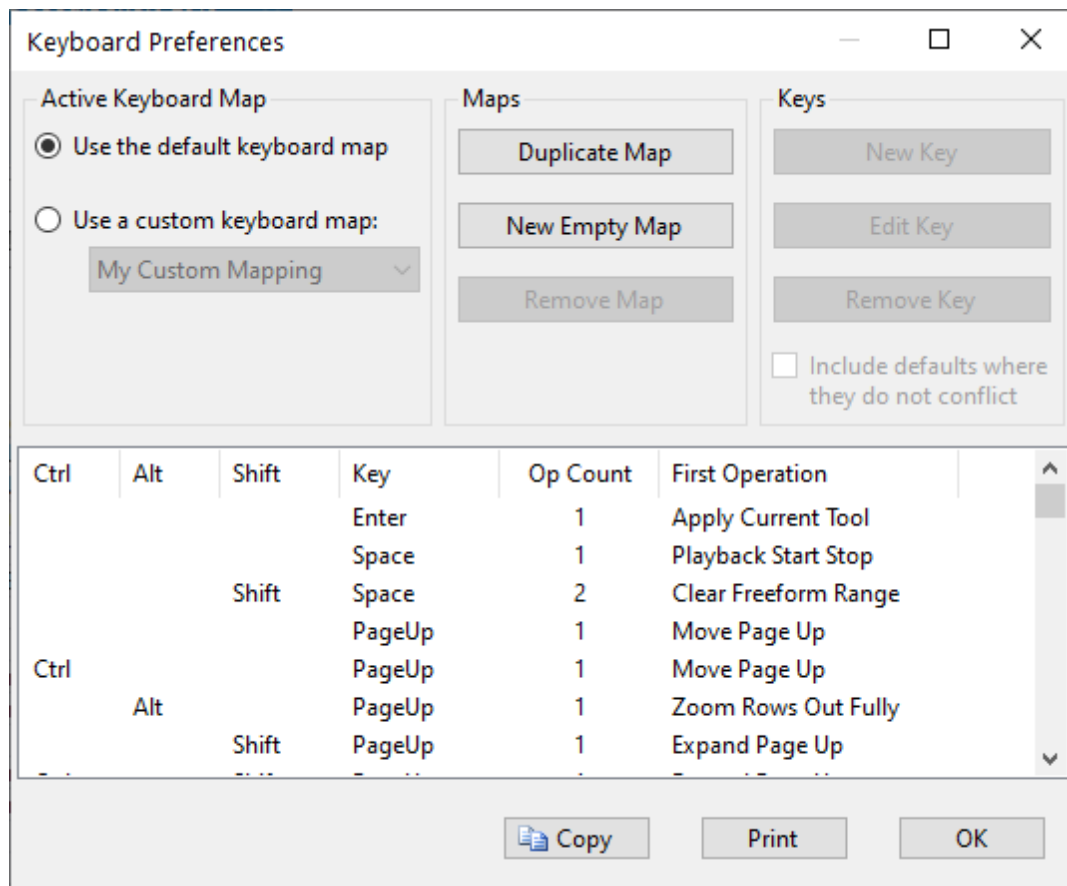 Keyboard Preferences
Active Keyboard Map
Use the default keyboard map
Use a custom keyboard map:
My Custom Mapping
Maps
Duplicate Map
New Empty Map
Remove Map
Keys
New Key
Edit Key
Remove Key
Include defaults where
they do not conflict
Ctrl Alt Shift Key Op Count First Operation
Enter 1 Apply Current Tool
Space 1 Playback Start Stop
Shift Space 2 Clear Freeform Range
PageUp 1 Move Page Up
Ctrl PageUp 1 Move Page Up
Alt PageUp 1 Zoom Rows Out Fully
Shift PageUp 1 Expand Page Up
Copy Print OK